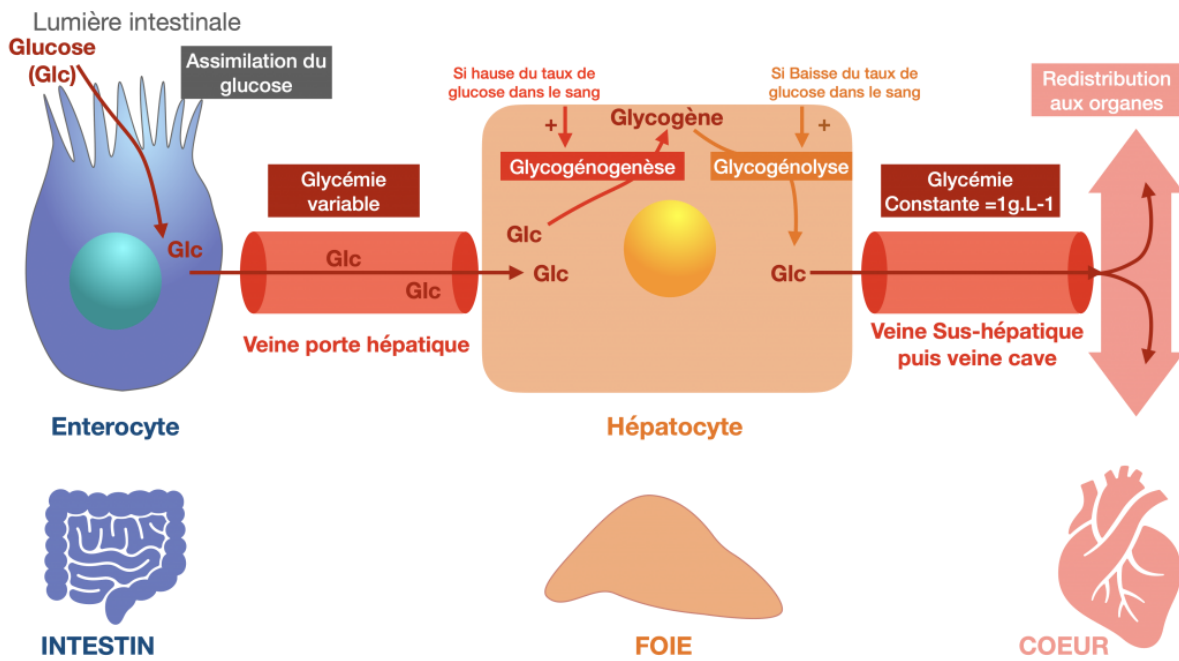 Lumière intestinale
Glucose
(Glc)
Assimilation du
glucose
Glc
Glycémie
variable
Glc
Glc
Veine porte hépatique
Si hause du taux de
glucose dans le sang
+
Glycogénogenèse
Glycogène
Si Baisse du taux de
glucose dans le sang
+
Glycogénolyse
Glc
Glc
Glc
Glycémie
Constante =1g.L-1
Veine Sus-hépatique
puis veine cave
Redistribution
aux organes
Enterocyte
Hépatocyte
INTESTIN
FOIE
COEUR